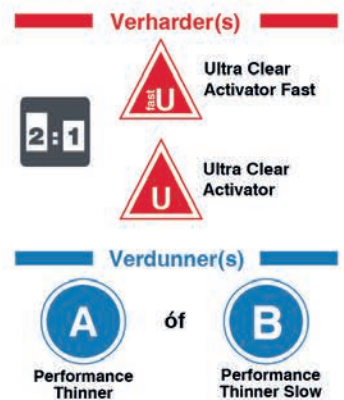 Verharder(s)
fast U
Ultra Clear
Activator Fast
2:1
U
Ultra Clear
Activator
Verdunner(s)
A óf B
Performance
Thinner
Performance
Thinner Slow